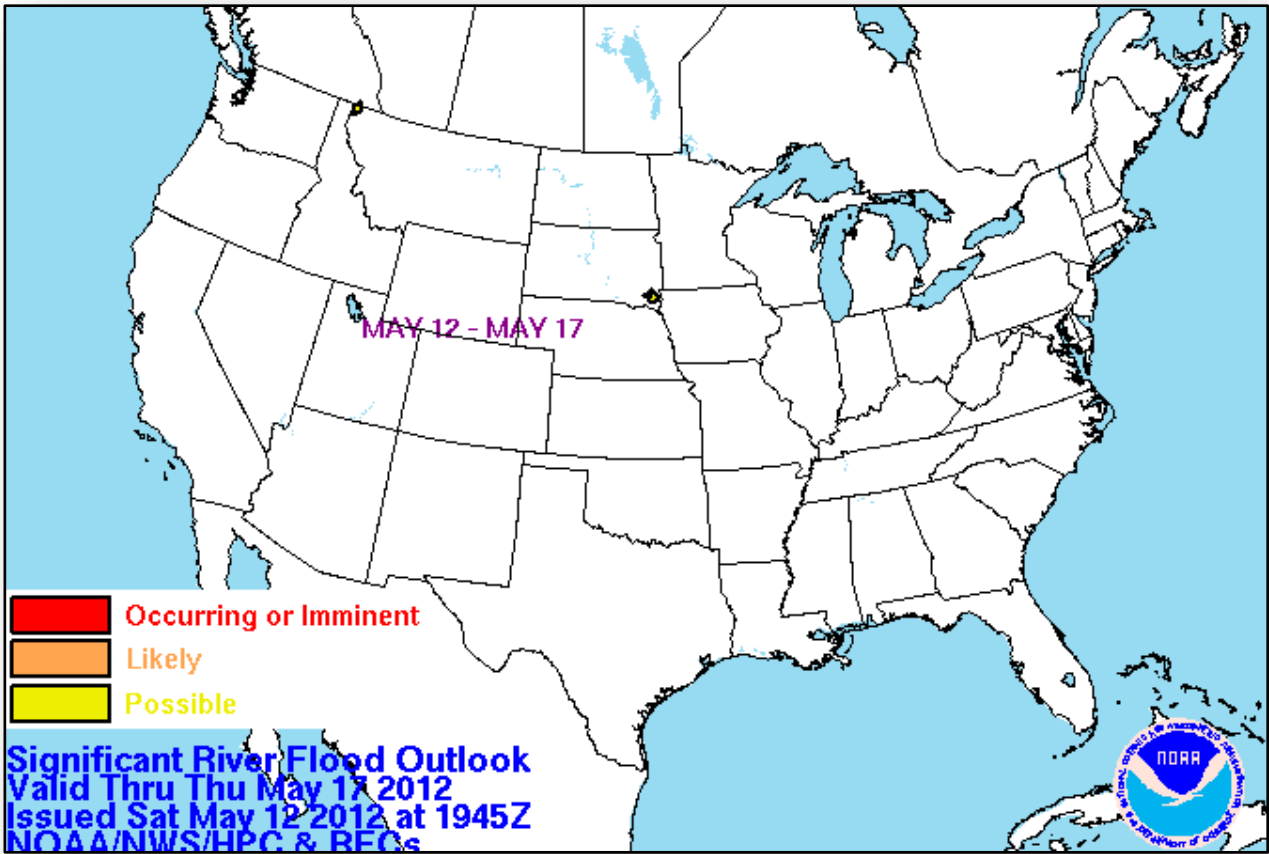 MAY 12 - MAY 17
Occurring or Imminent
Likely
Possible
Significant River Flood Outlook
Valid Thru Thu May 17 2012
Issued Sat May 12 2012 at 1945Z
NOAA/NWS/HPC & RFCs
NOAA